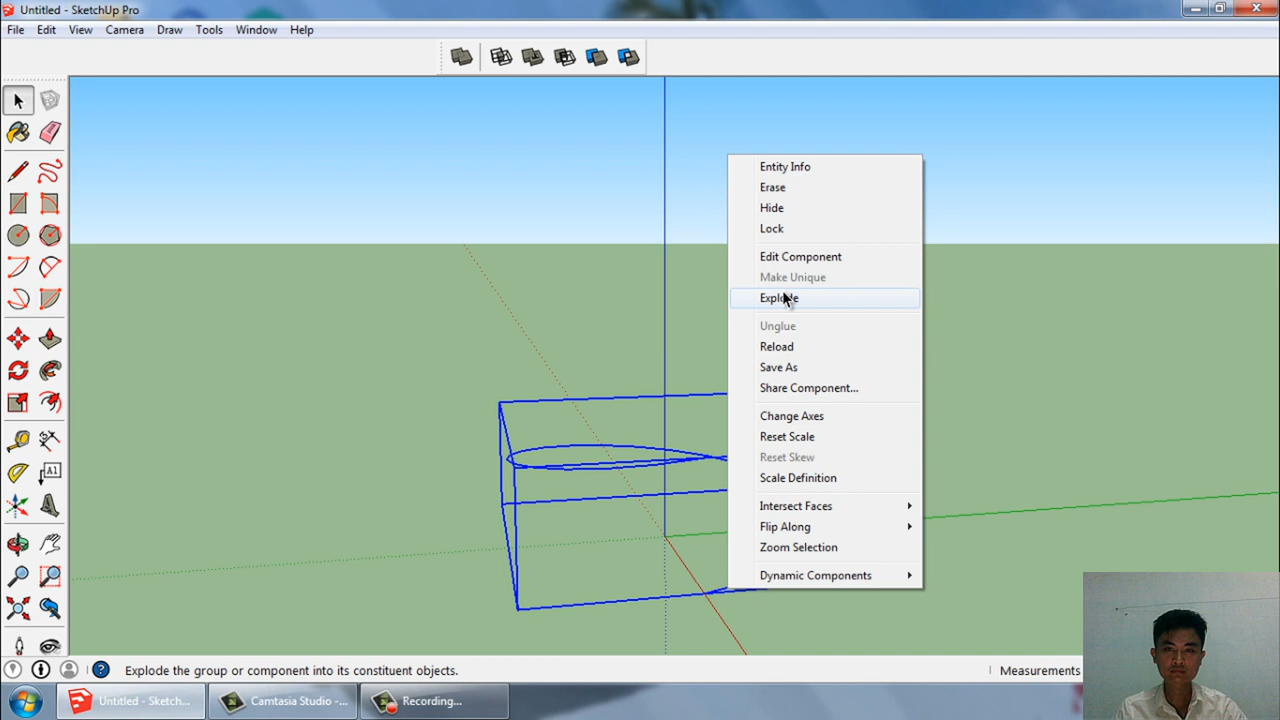 Untitled - SketchUp Pro
File Edit View Camera Draw Tools Window Help
Entity Info
Erase
Hide
Lock
Edit Component
Make Unique
Explode
Unglue
Reload
Save As
Share Component...
Change Axes
Reset Scale
Reset Skew
Scale Definition
Intersect Faces
Flip Along
Zoom Selection
Dynamic Components
A1
Explode the group or component into its constituent objects.
Measurements
Untitled - Sketch...
Camtasia Studio -...
Recording...